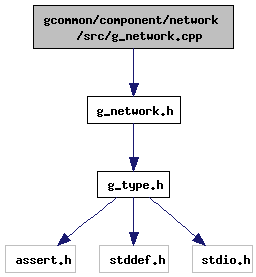 gcommon/component/network
/src/g_network.cpp
g_network.h
g_type.h
assert.h
stddef.h
stdio.h